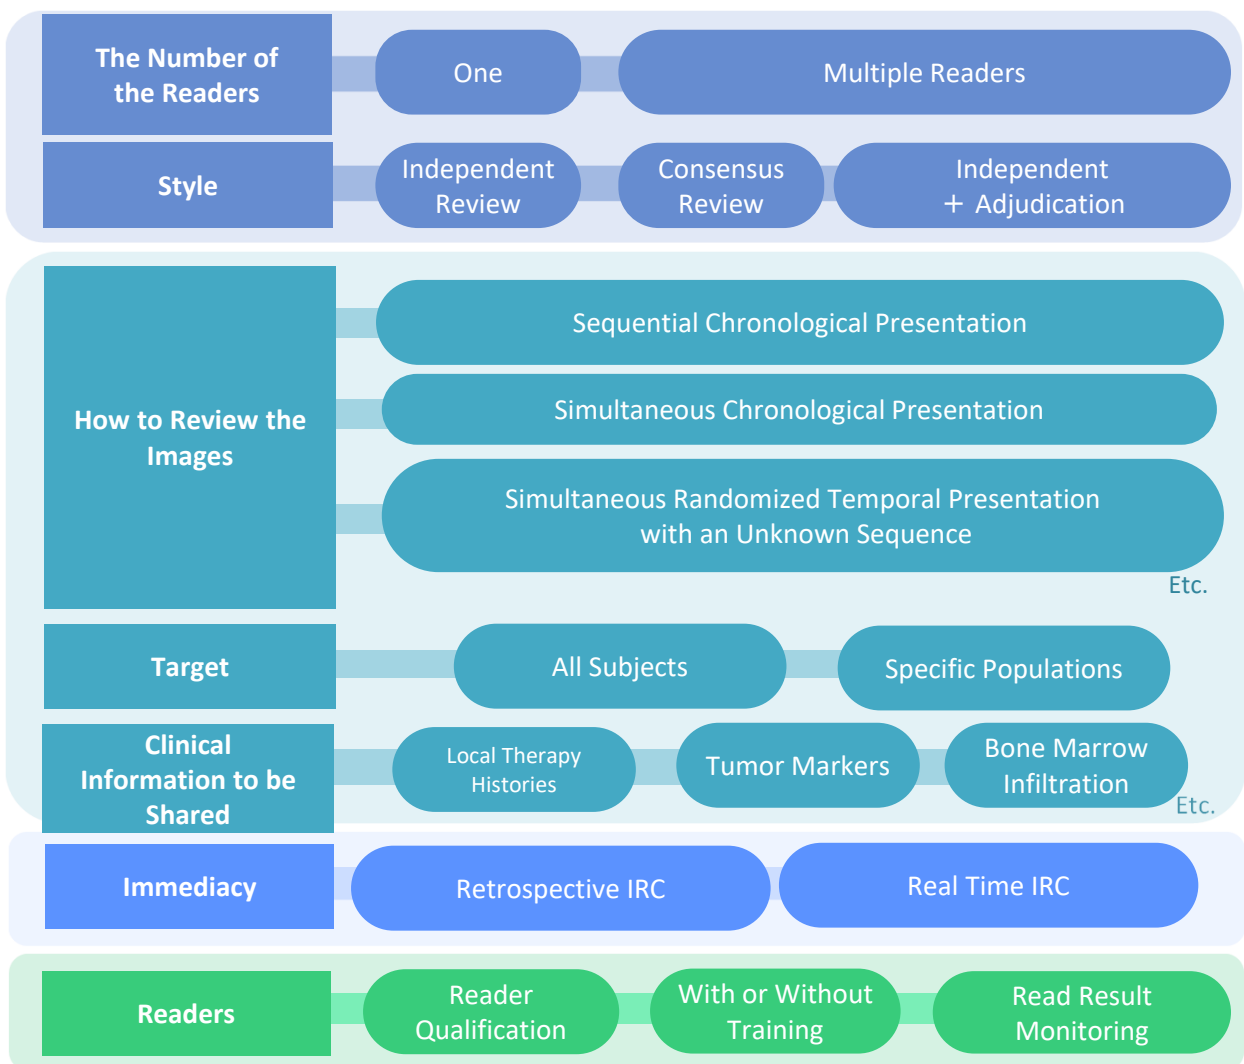 The Number of
the Readers
One
Multiple Readers
Style
Independent
Review
Consensus
Review
Independent
+ Adjudication
How to Review the
Images
Sequential Chronological Presentation
Simultaneous Chronological Presentation
Simultaneous Randomized Temporal Presentation
with an Unknown Sequence
Etc.
Target
All Subjects
Specific Populations
Clinical
Information to be
Shared
Local Therapy
Histories
Tumor Markers
Bone Marrow
Infiltration
Etc.
Immediacy
Retrospective IRC
Real Time IRC
Readers
Reader
Qualification
With or Without
Training
Read Result
Monitoring